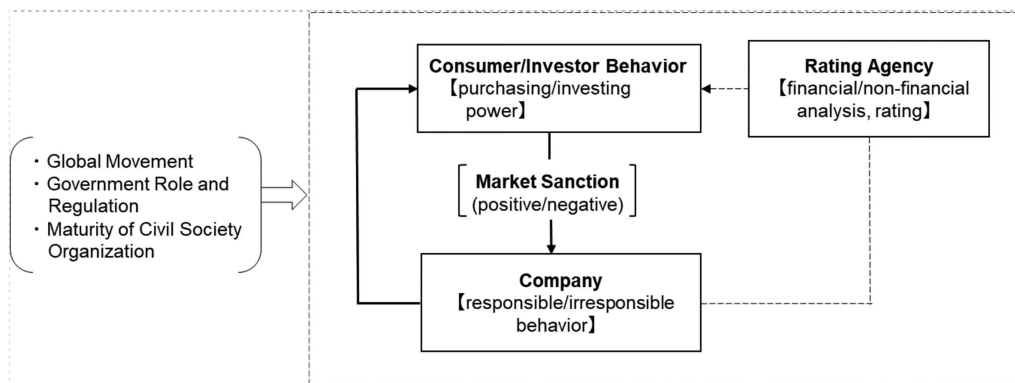 ・Global Movement
・Government Role and
Regulation
・Maturity of Civil Society
Organization
Consumer/Investor Behavior
【purchasing/investing
power】
Rating Agency
【financial/non-financial
analysis, rating】
Market Sanction
(positive/negative)
Company
【responsible/irresponsible
behavior】